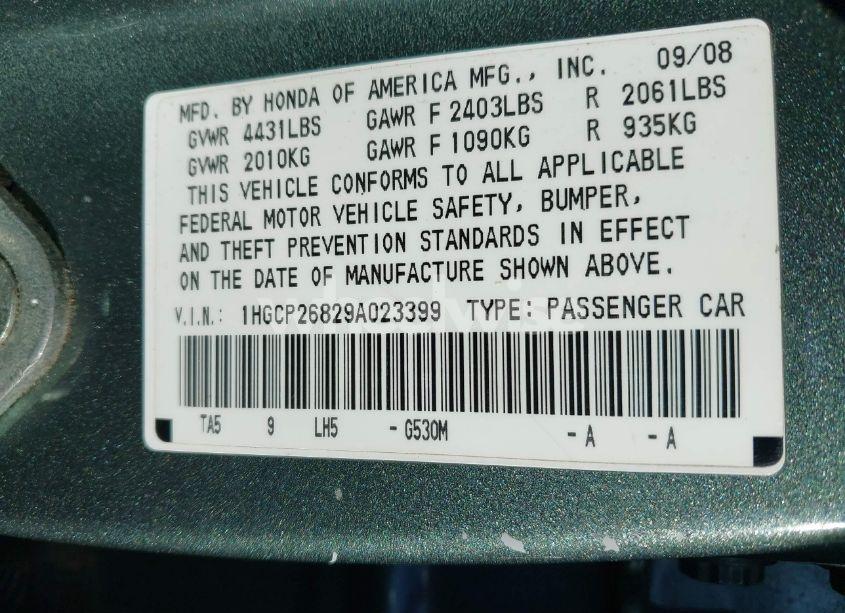 MFD. BY HONDA OF AMERICA MFG., INC. 09/08
GVWR 4431LBS GAWR F 2403LBS R 2061LBS
GVWR 2010KG GAWR F 1090KG R 935KG
THIS VEHICLE CONFORMS TO ALL APPLICABLE
FEDERAL MOTOR VEHICLE SAFETY, BUMPER,
AND THEFT PREVENTION STANDARDS IN EFFECT
ON THE DATE OF MANUFACTURE SHOWN ABOVE.
V.I.N.: 1HGCP26829A023399 TYPE: PASSENGER CAR
TA5 9 LH5 - G530M - A - A